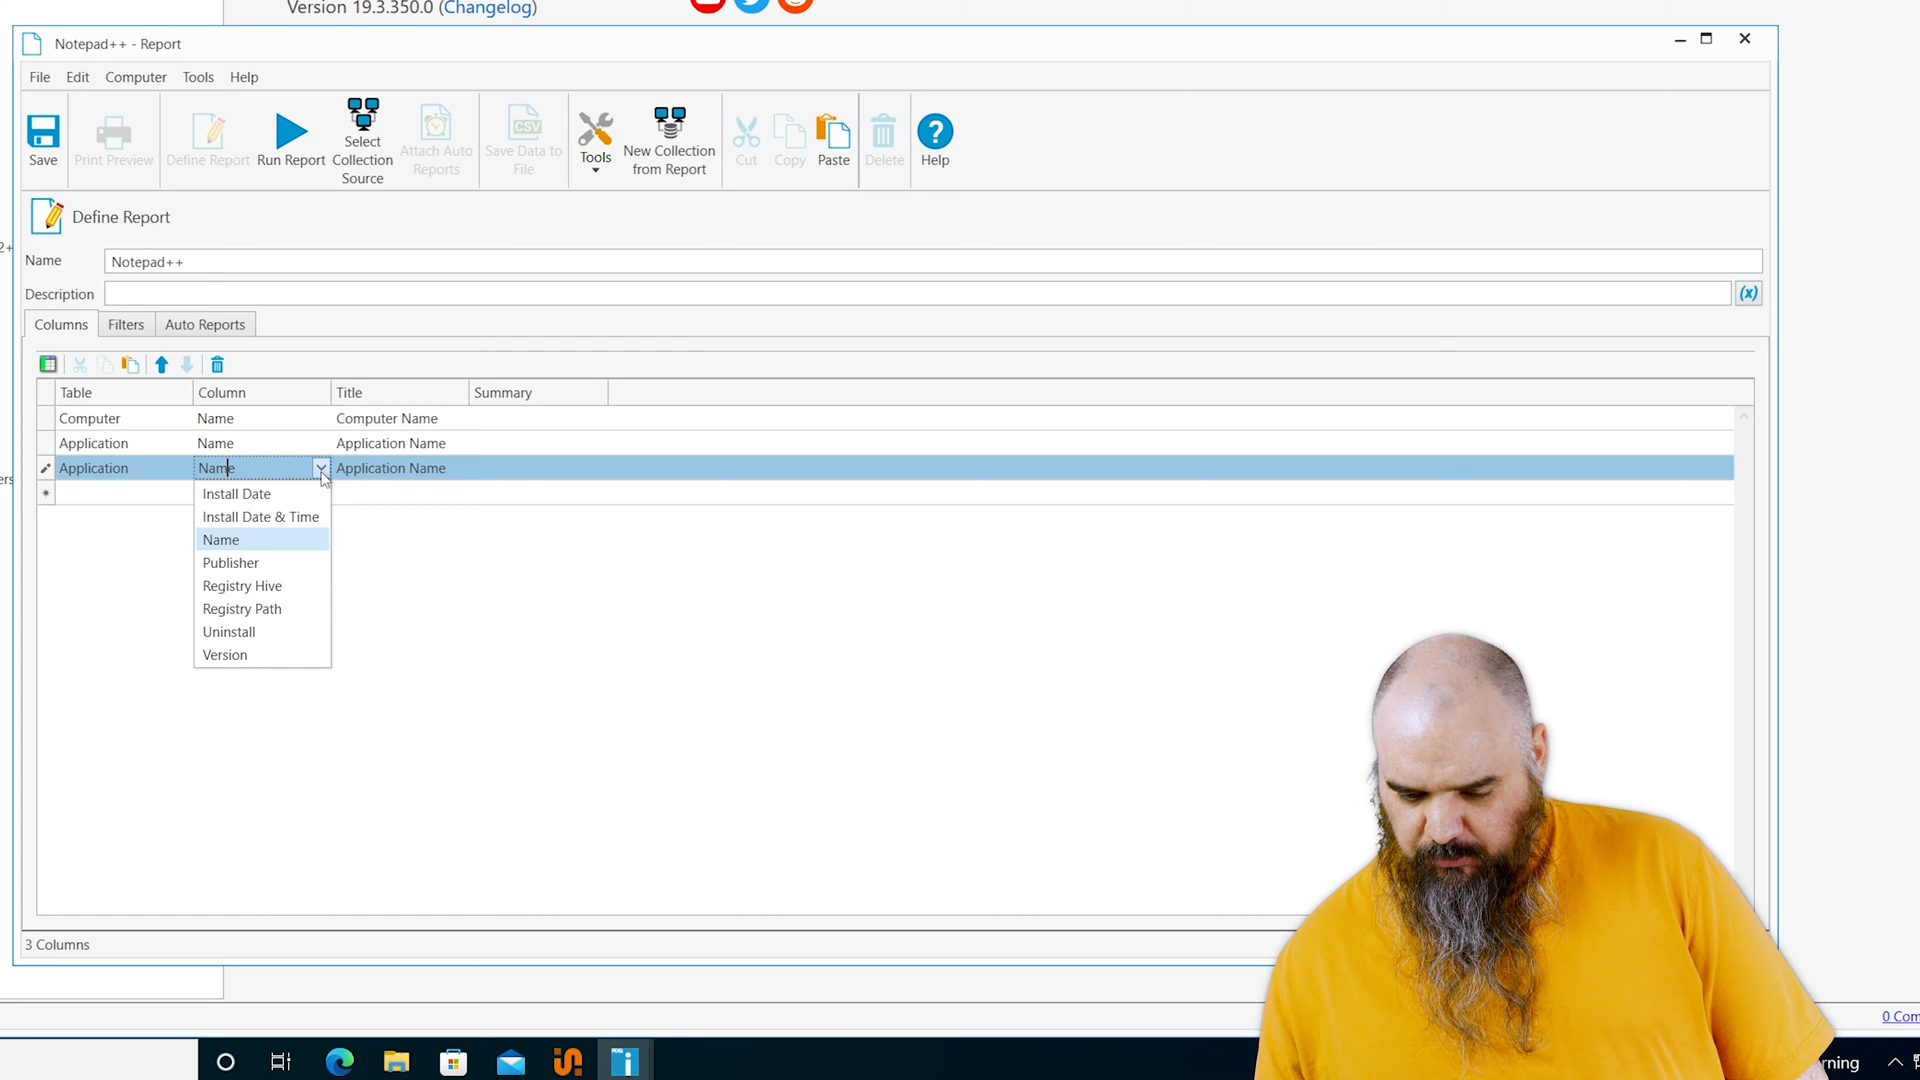 Version 19.3.350.0 (Changelog)
Notepad++ - Report
File Edit Computer Tools Help
Save
Print Preview
Define Report
Run Report
Select Collection Source
Attach Auto Reports
Save Data to File
Tools
New Collection from Report
Cut
Copy
Paste
Delete
Help
Define Report
Name Notepad++
Description (x)
Columns Filters Auto Reports
Table Column Title Summary
Computer Name Computer Name
Application Name Application Name
Application Name Application Name
Install Date
Install Date & Time
Name
Publisher
Registry Hive
Registry Path
Uninstall
Version
3 Columns